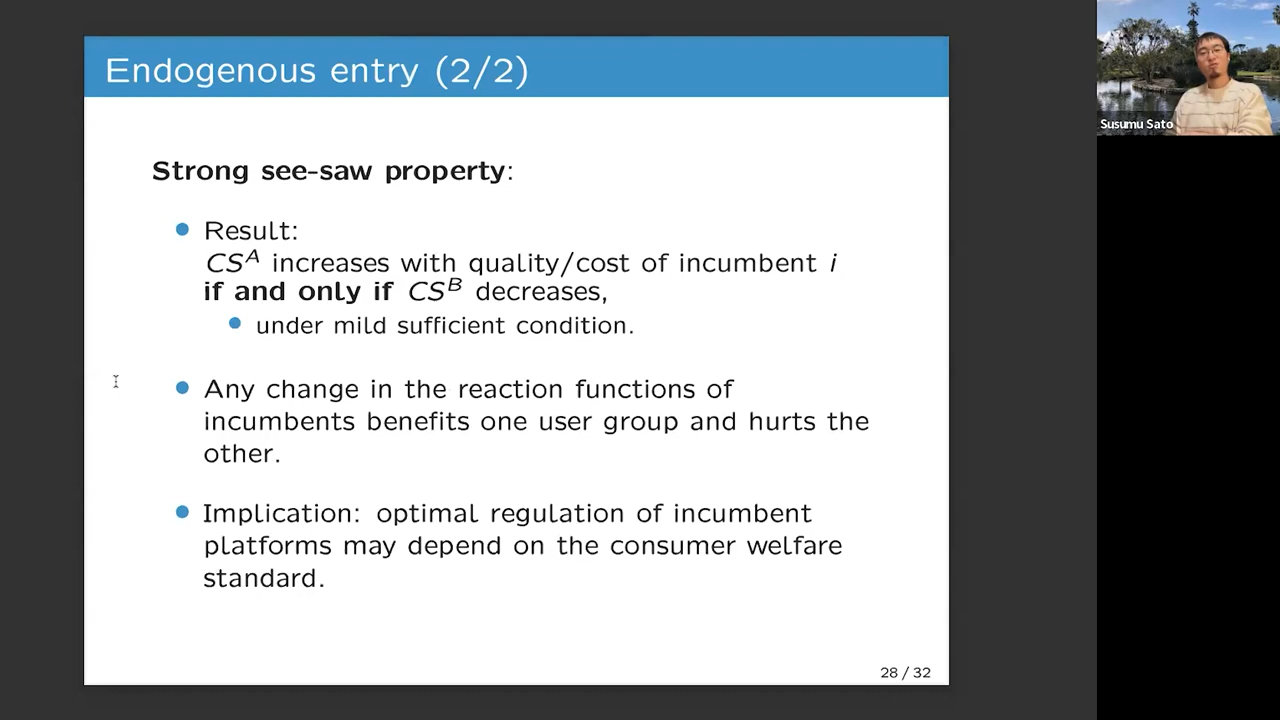 Endogenous entry (2/2)
Susumu Sato
Strong see-saw property:
Result:
CS^A increases with quality/cost of incumbent i
if and only if CS^B decreases,
under mild sufficient condition.
Any change in the reaction functions of
incumbents benefits one user group and hurts the
other.
Implication: optimal regulation of incumbent
platforms may depend on the consumer welfare
standard.
28 / 32